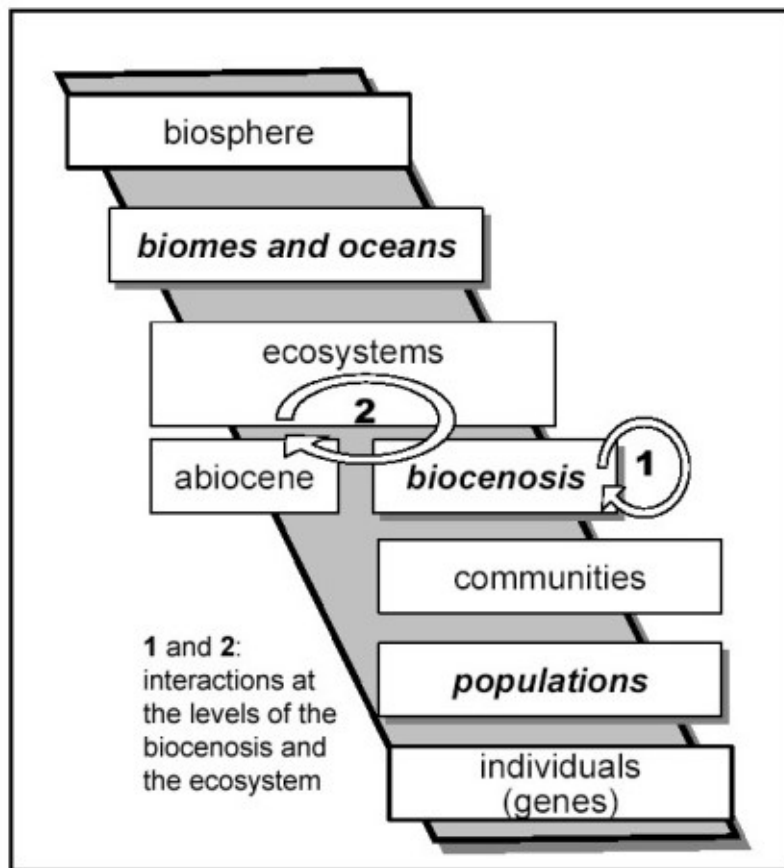 biosphere
biomes and oceans
ecosystems
2
abiocene
biocenosis
1
communities
1 and 2:
interactions at
the levels of the
biocenosis and
the ecosystem
populations
individuals
(genes)